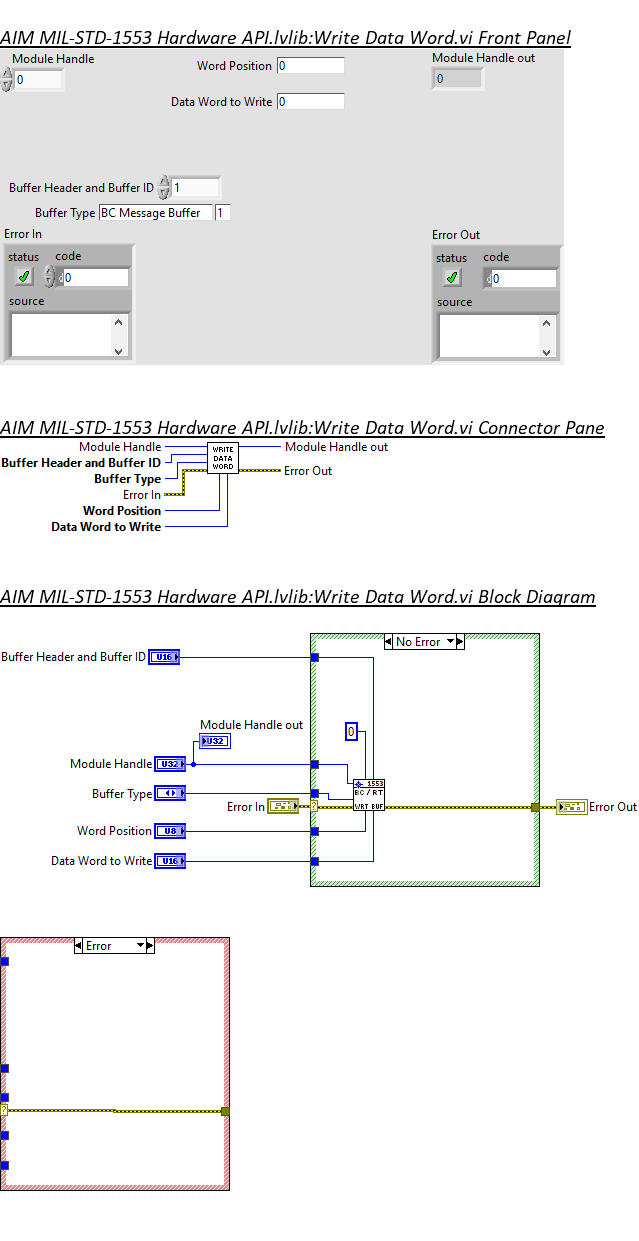 AIM MIL-STD-1553 Hardware API.lvlib:Write Data Word.vi Front Panel
Module Handle
0
Word Position 0
Module Handle out
0
Data Word to Write 0
Buffer Header and Buffer ID 1
Buffer Type BC Message Buffer 1
Error In
status code
d 0
source
Error Out
status code
d 0
source
AIM MIL-STD-1553 Hardware API.lvlib:Write Data Word.vi Connector Pane
Module Handle
Buffer Header and Buffer ID
Buffer Type
Error In
Word Position
Data Word to Write
WRITE
DATA
WORD
Module Handle out
Error Out
AIM MIL-STD-1553 Hardware API.lvlib:Write Data Word.vi Block Diagram
No Error
Buffer Header and Buffer ID U16
Module Handle out
U32
0
Module Handle U32
1553
BC / RT
WRT BUF
Buffer Type
Error In
?
Error Out
Word Position U8
Data Word to Write U16
Error
?